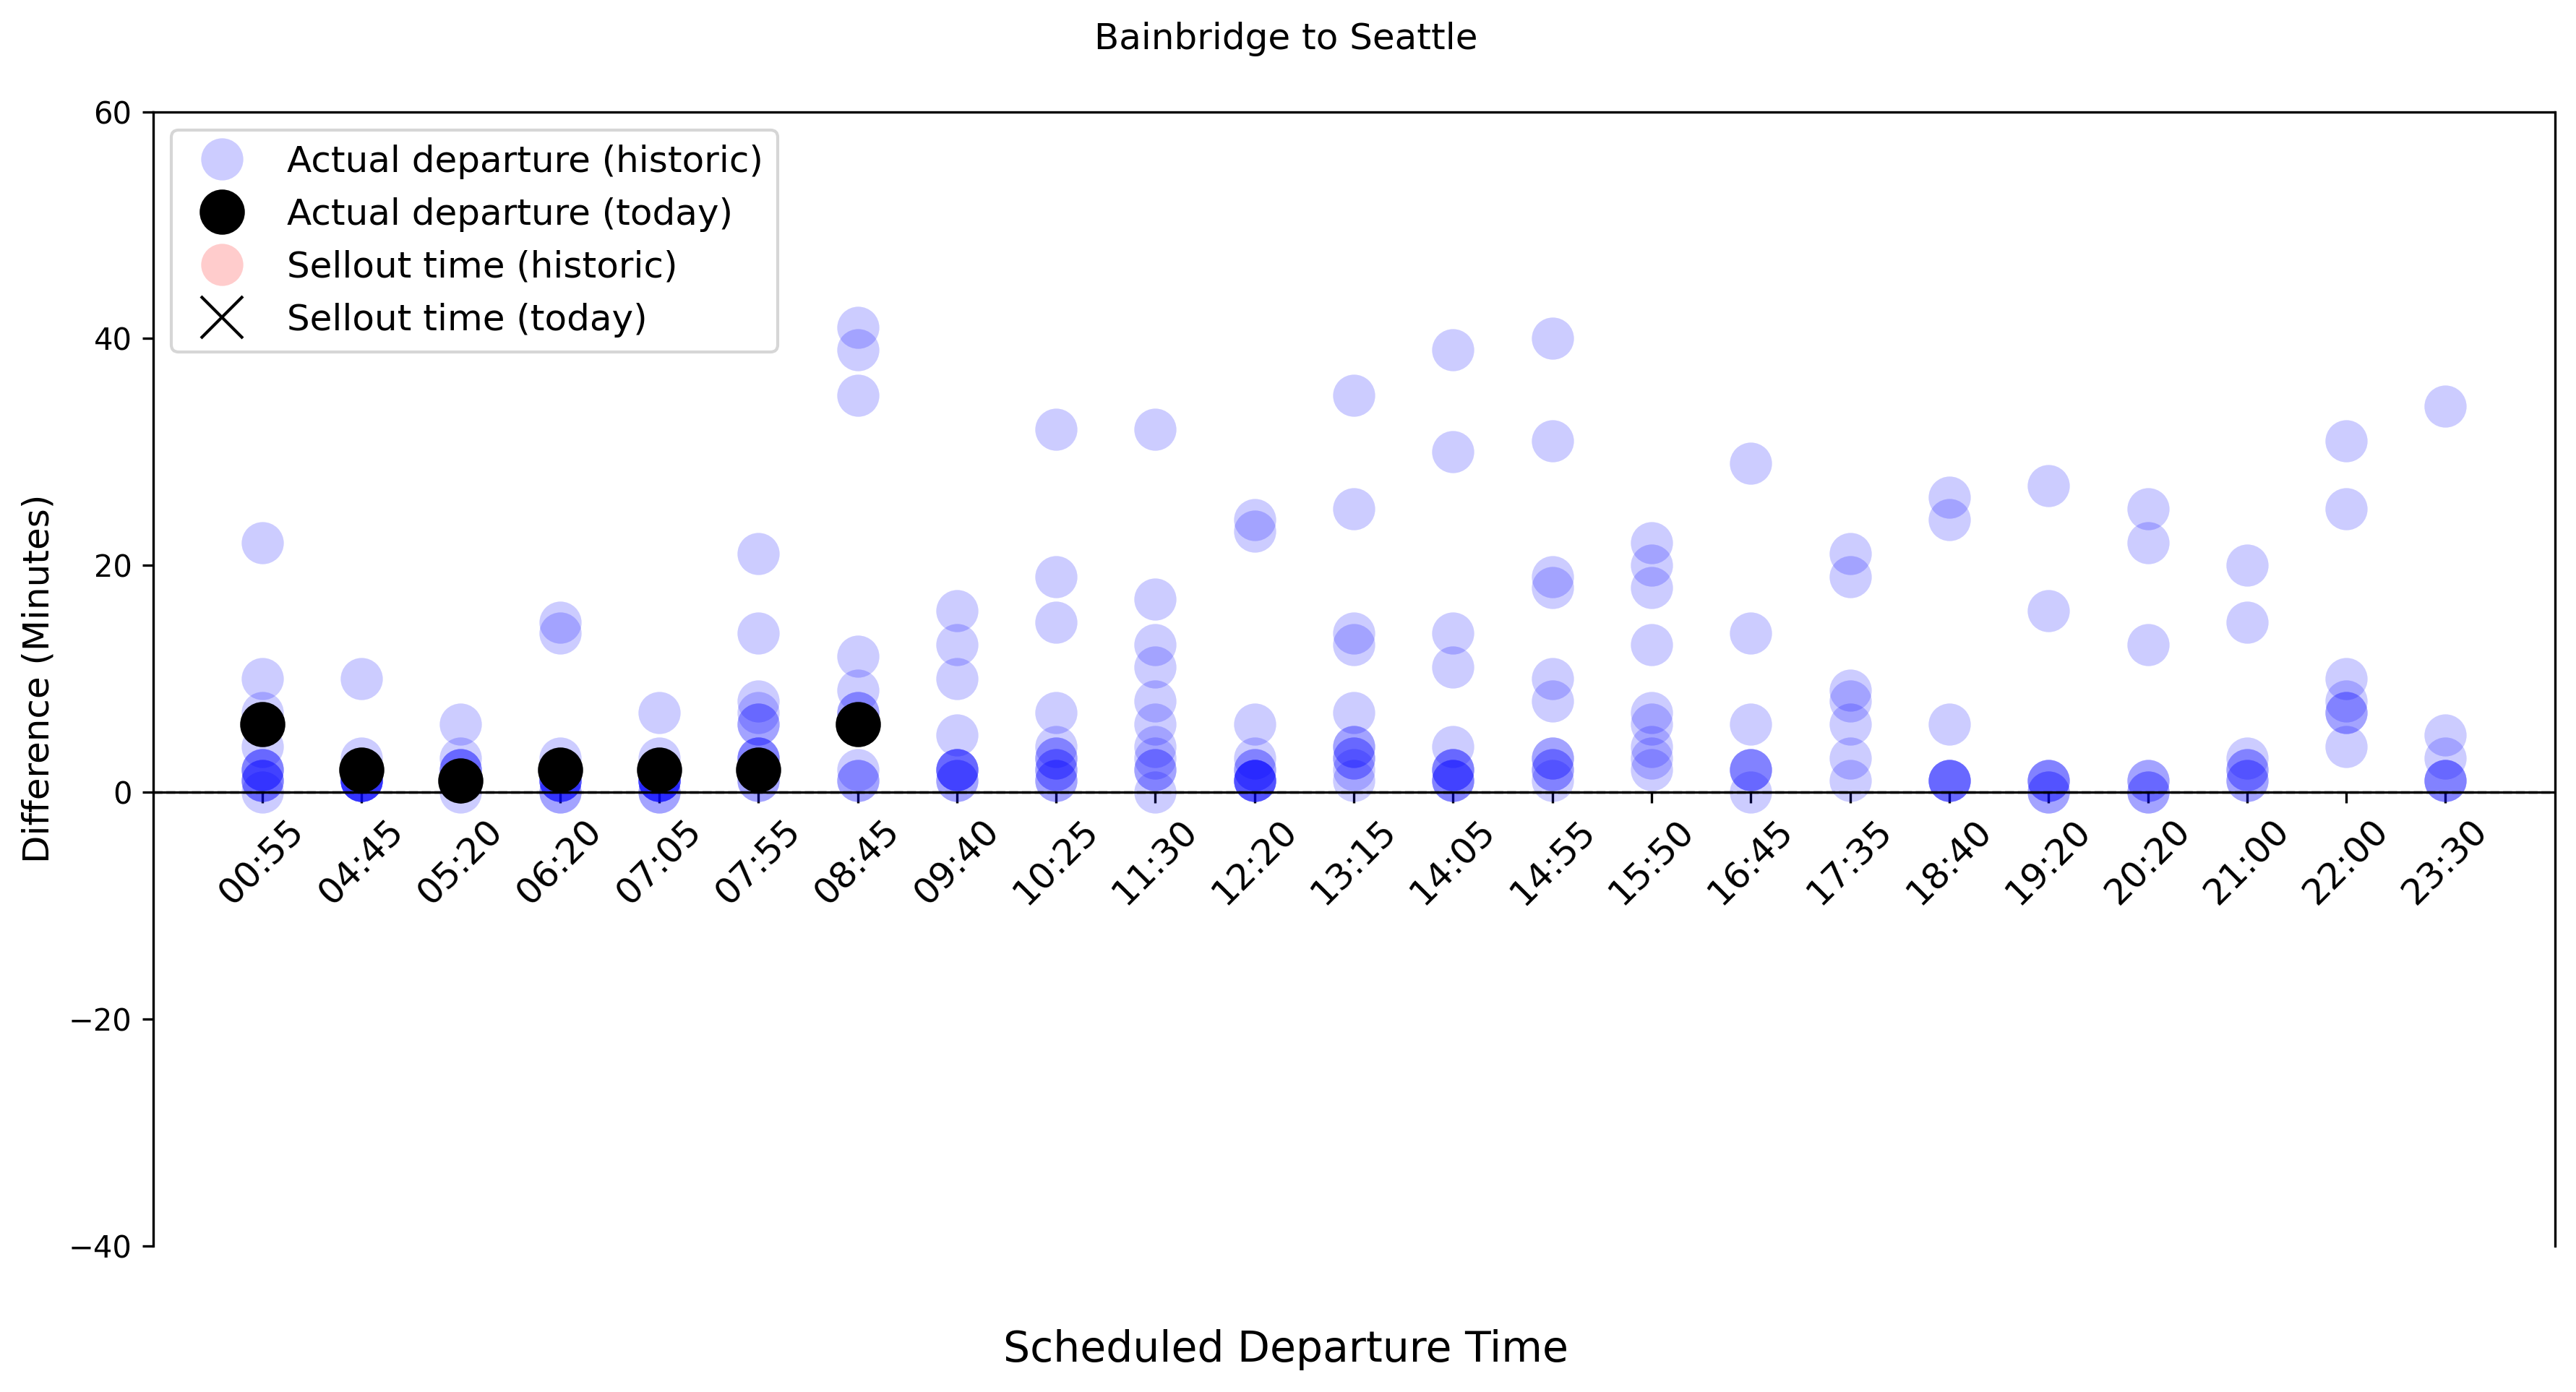 Bainbridge to Seattle
60
Actual departure (historic)
Actual departure (today)
Sellout time (historic)
Sellout time (today)
40
20
0
−20
−40
Difference (Minutes)
00:55 04:45 05:20 06:20 07:05 07:55 08:45 09:40 10:25 11:30 12:20 13:15 14:05 14:55 15:50 16:45 17:35 18:40 19:20 20:20 21:00 22:00 23:30
Scheduled Departure Time